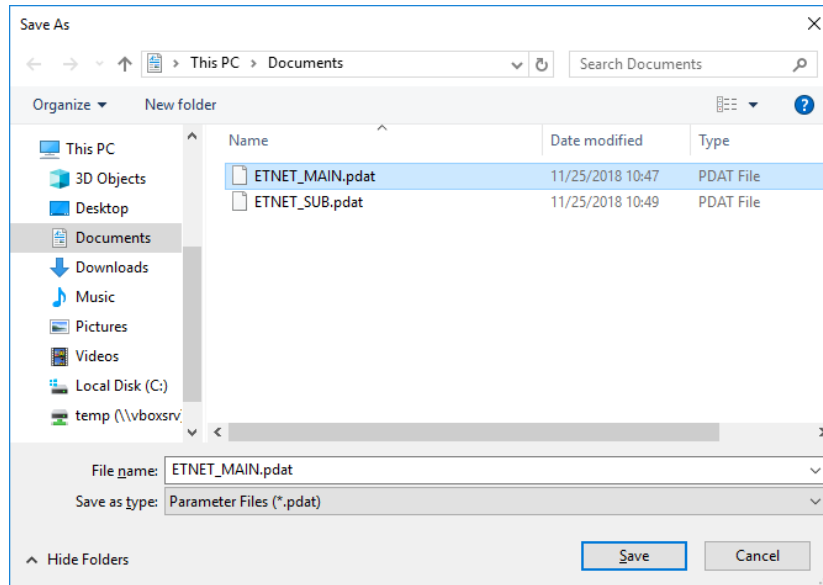 Save As
This PC > Documents
Search Documents
Organize
New folder
This PC
3D Objects
Desktop
Documents
Downloads
Music
Pictures
Videos
Local Disk (C:)
temp (\\vboxsrv)
Name Date modified Type
ETNET_MAIN.pdat 11/25/2018 10:47 PDAT File
ETNET_SUB.pdat 11/25/2018 10:49 PDAT File
File name: ETNET_MAIN.pdat
Save as type: Parameter Files (*.pdat)
Hide Folders
Save
Cancel